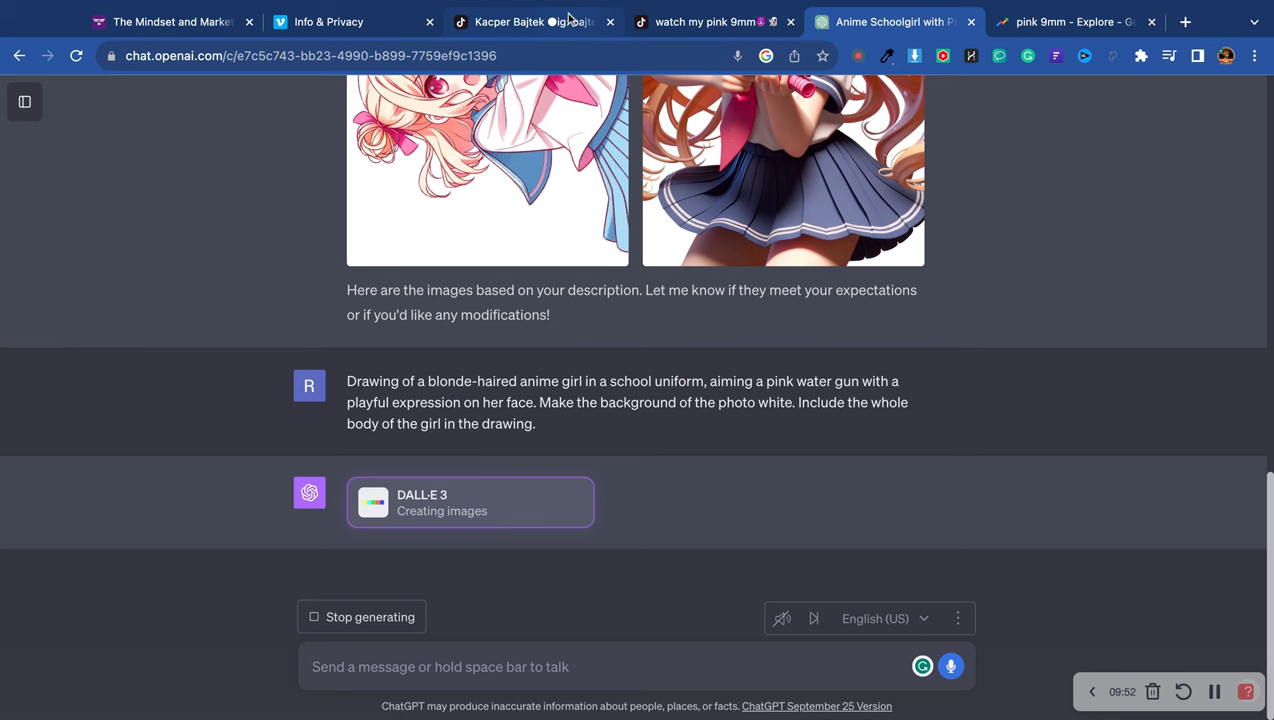 The Mindset and Market
Info & Privacy
Kacper Bajtek
watch my pink 9mm
Anime Schoolgirl with Pi
pink 9mm - Explore - Go
chat.openai.com/c/e7c5c743-bb23-4990-b899-7759ef9c1396
Here are the images based on your description. Let me know if they meet your expectations
or if you'd like any modifications!
R
Drawing of a blonde-haired anime girl in a school uniform, aiming a pink water gun with a
playful expression on her face. Make the background of the photo white. Include the whole
body of the girl in the drawing.
DALL·E 3
Creating images
Stop generating
English (US)
Send a message or hold space bar to talk
ChatGPT may produce inaccurate information about people, places, or facts. ChatGPT September 25 Version
09:52